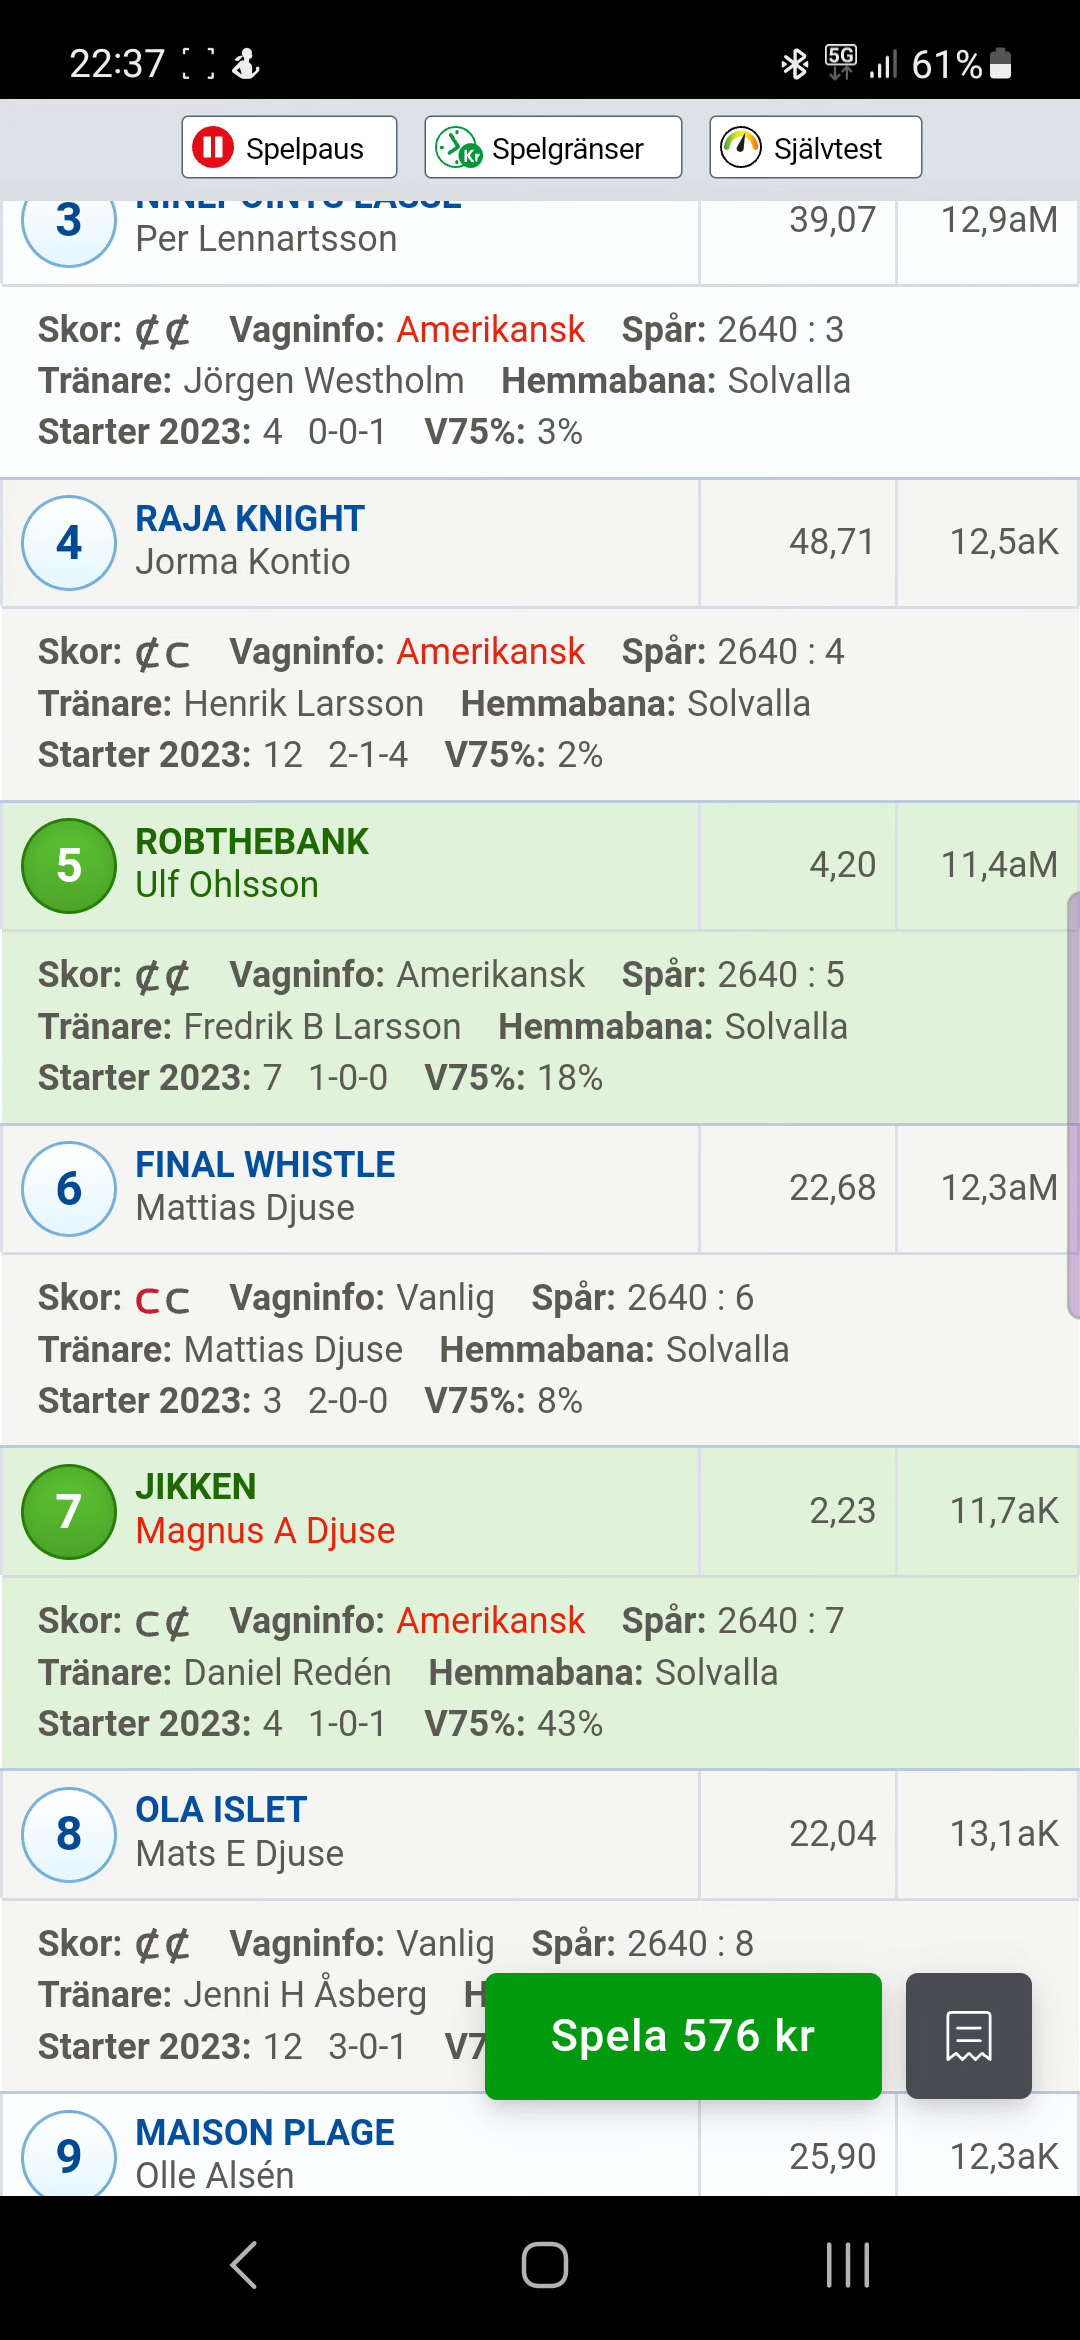 22:37 5G 61%
Spelpaus Kr Spelgränser Självtest
3 NINEPOINTS LASSE 39,07 12,9aM
Per Lennartsson
Skor: Vagninfo: Amerikansk Spår: 2640 : 3
Tränare: Jörgen Westholm Hemmabana: Solvalla
Starter 2023: 4 0-0-1 V75%: 3%
4 RAJA KNIGHT 48,71 12,5aK
Jorma Kontio
Skor: Vagninfo: Amerikansk Spår: 2640 : 4
Tränare: Henrik Larsson Hemmabana: Solvalla
Starter 2023: 12 2-1-4 V75%: 2%
5 ROBTHEBANK 4,20 11,4aM
Ulf Ohlsson
Skor: Vagninfo: Amerikansk Spår: 2640 : 5
Tränare: Fredrik B Larsson Hemmabana: Solvalla
Starter 2023: 7 1-0-0 V75%: 18%
6 FINAL WHISTLE 22,68 12,3aM
Mattias Djuse
Skor: Vagninfo: Vanlig Spår: 2640 : 6
Tränare: Mattias Djuse Hemmabana: Solvalla
Starter 2023: 3 2-0-0 V75%: 8%
7 JIKKEN 2,23 11,7aK
Magnus A Djuse
Skor: Vagninfo: Amerikansk Spår: 2640 : 7
Tränare: Daniel Redén Hemmabana: Solvalla
Starter 2023: 4 1-0-1 V75%: 43%
8 OLA ISLET 22,04 13,1aK
Mats E Djuse
Skor: Vagninfo: Vanlig Spår: 2640 : 8
Tränare: Jenni H Åsberg H
Starter 2023: 12 3-0-1 V7
Spela 576 kr
9 MAISON PLAGE 25,90 12,3aK
Olle Alsén